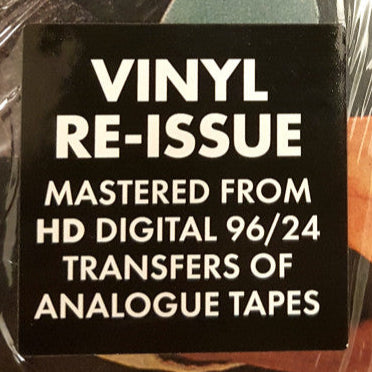 VINYL
RE-ISSUE
MASTERED FROM
HD DIGITAL 96/24
TRANSFERS OF
ANALOGUE TAPES